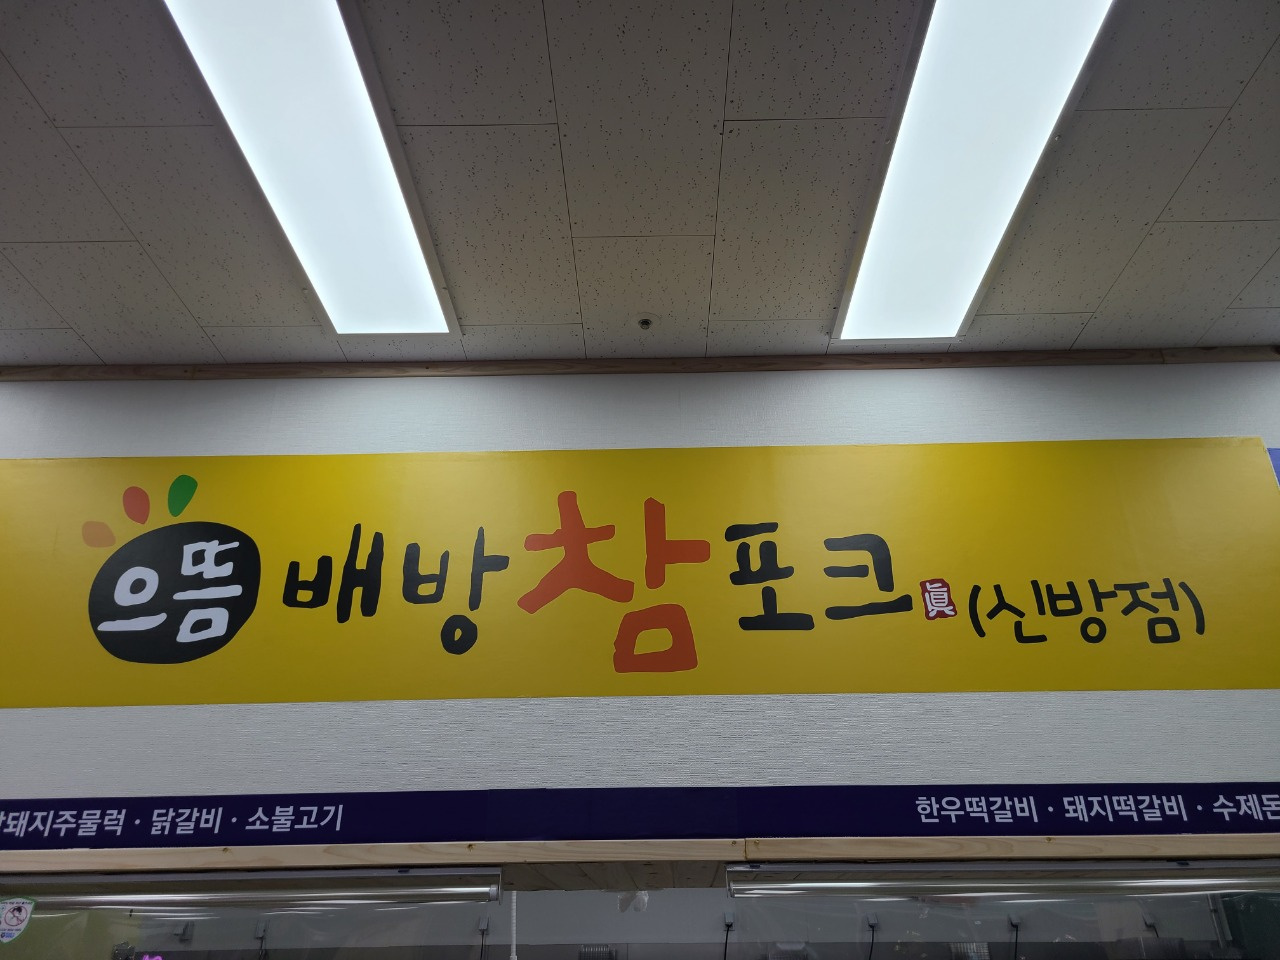 으뜸 배방참포크 眞 (신방점)
돼지주물럭 · 닭갈비 · 소불고기
한우떡갈비 · 돼지떡갈비 · 수제돈